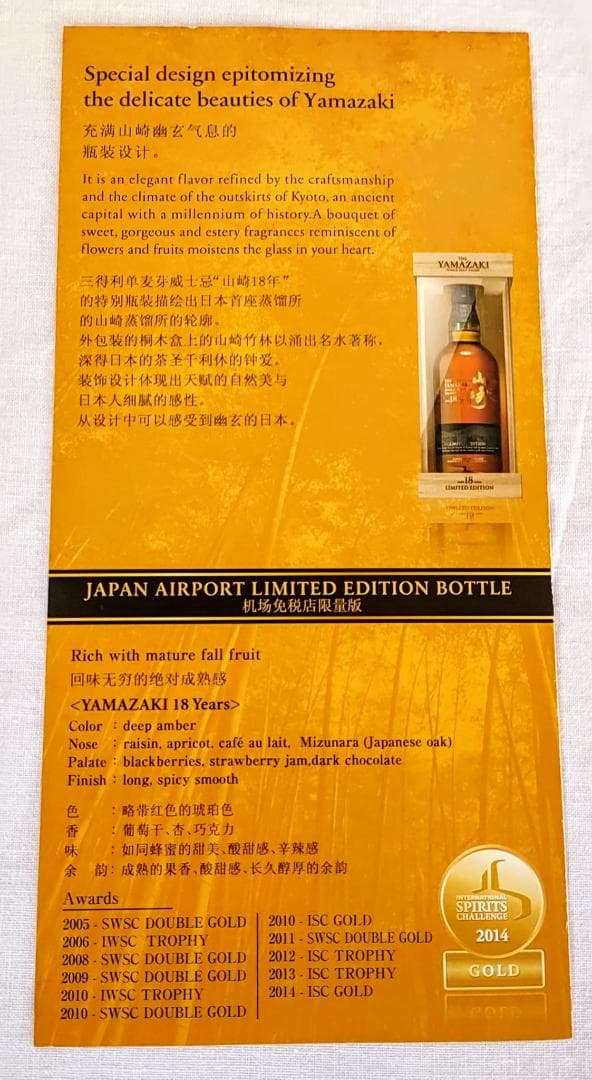 Special design epitomizing
the delicate beauties of Yamazaki
充满山崎幽玄气息的
瓶装设计。
It is an elegant flavor refined by the craftsmanship
and the climate of the outskirts of Kyoto, an ancient
capital with a millennium of history.A bouquet of
sweet, gorgeous and estery fragrances reminiscent of
flowers and fruits moistens the glass in your heart.
三得利单麦芽威士忌“山崎18年”
的特别瓶装描绘出日本首座蒸馏所
的山崎蒸馏所的轮廓。
外包装的桐木盒上的山崎竹林以涌出名水著称，
深得日本的茶圣千利休的钟爱。
装饰设计体现出天赋的自然美与
日本人细腻的感性。
从设计中可以感受到幽玄的日本。
THE
YAMAZAKI
SINGLE MALT WHISKY
山崎
18
LIMITED EDITION
JAPAN AIRPORT LIMITED EDITION BOTTLE
机场免税店限量版
Rich with mature fall fruit
回味无穷的绝对成熟感
<YAMAZAKI 18 Years>
Color : deep amber
Nose : raisin, apricot, café au lait, Mizunara (Japanese oak)
Palate : blackberries, strawberry jam,dark chocolate
Finish : long, spicy smooth
色 : 略带红色的琥珀色
香 : 葡萄干、杏、巧克力
味 : 如同蜂蜜的甜美、酸甜感、辛辣感
余 韵 : 成熟的果香、酸甜感、长久醇厚的余韵
Awards
2005 - SWSC DOUBLE GOLD
2006 - IWSC TROPHY
2008 - SWSC DOUBLE GOLD
2009 - SWSC DOUBLE GOLD
2010 - IWSC TROPHY
2010 - SWSC DOUBLE GOLD
2010 - ISC GOLD
2011 - SWSC DOUBLE GOLD
2012 - ISC TROPHY
2013 - ISC TROPHY
2014 - ISC GOLD
INTERNATIONAL
SPIRITS
CHALLENGE
2014
GOLD